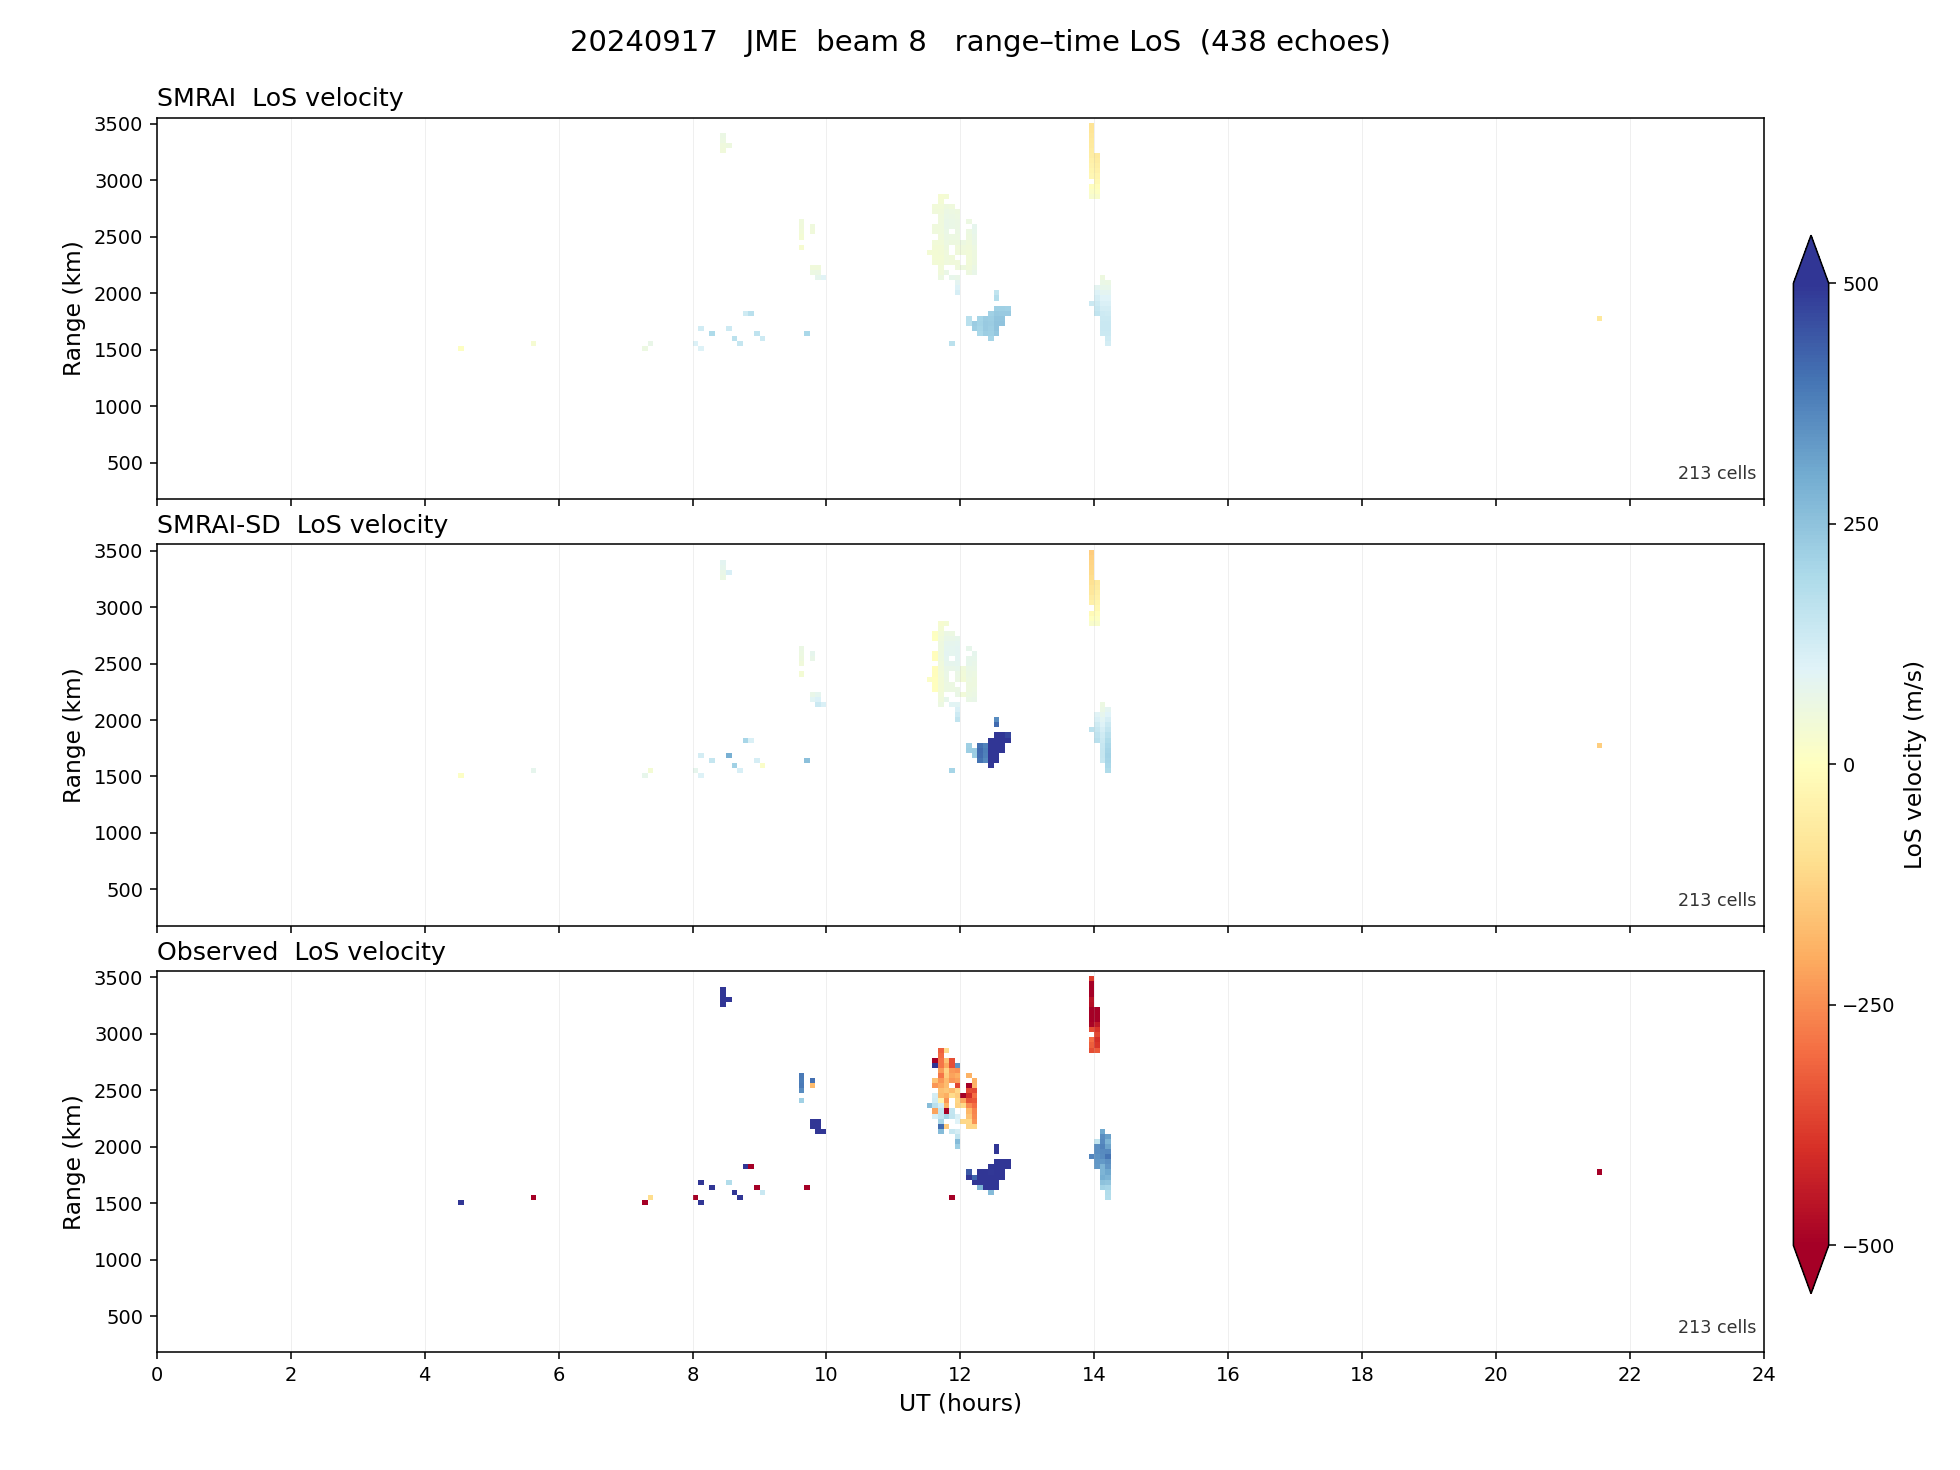 20240917 JME beam 8 range–time LoS (438 echoes)
SMRAI LoS velocity
3500
3000
2500
2000
1500
1000
500
Range (km)
213 cells
SMRAI-SD LoS velocity
3500
3000
2500
2000
1500
1000
500
Range (km)
213 cells
Observed LoS velocity
3500
3000
2500
2000
1500
1000
500
Range (km)
213 cells
0 2 4 6 8 10 12 14 16 18 20 22 24
UT (hours)
500
250
0
−250
−500
LoS velocity (m/s)